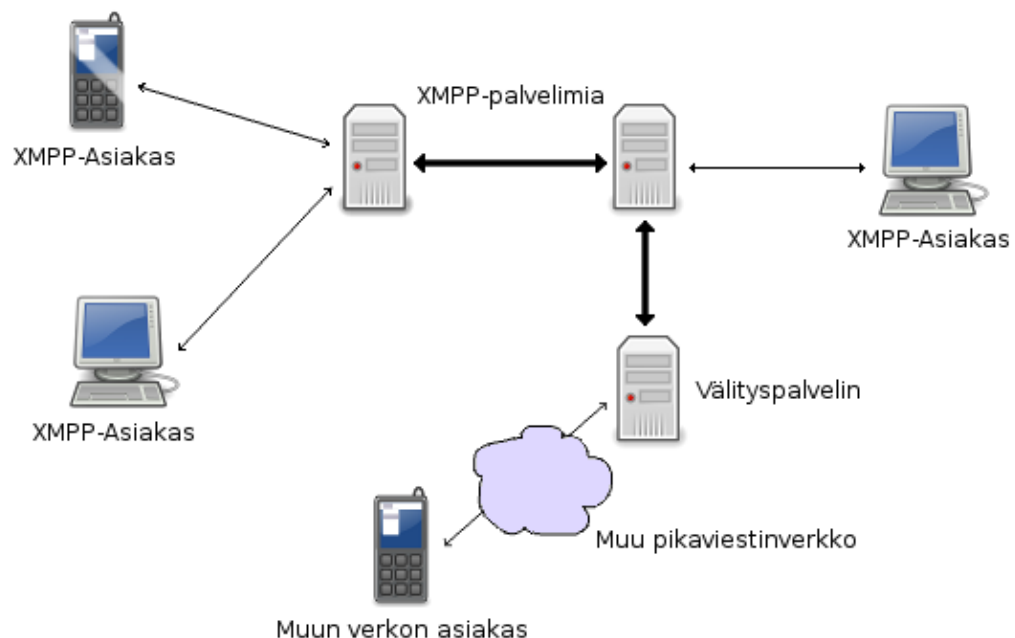 XMPP-palvelimia
XMPP-Asiakas
XMPP-Asiakas
XMPP-Asiakas
Välityspalvelin
Muu pikaviestinverkko
Muun verkon asiakas